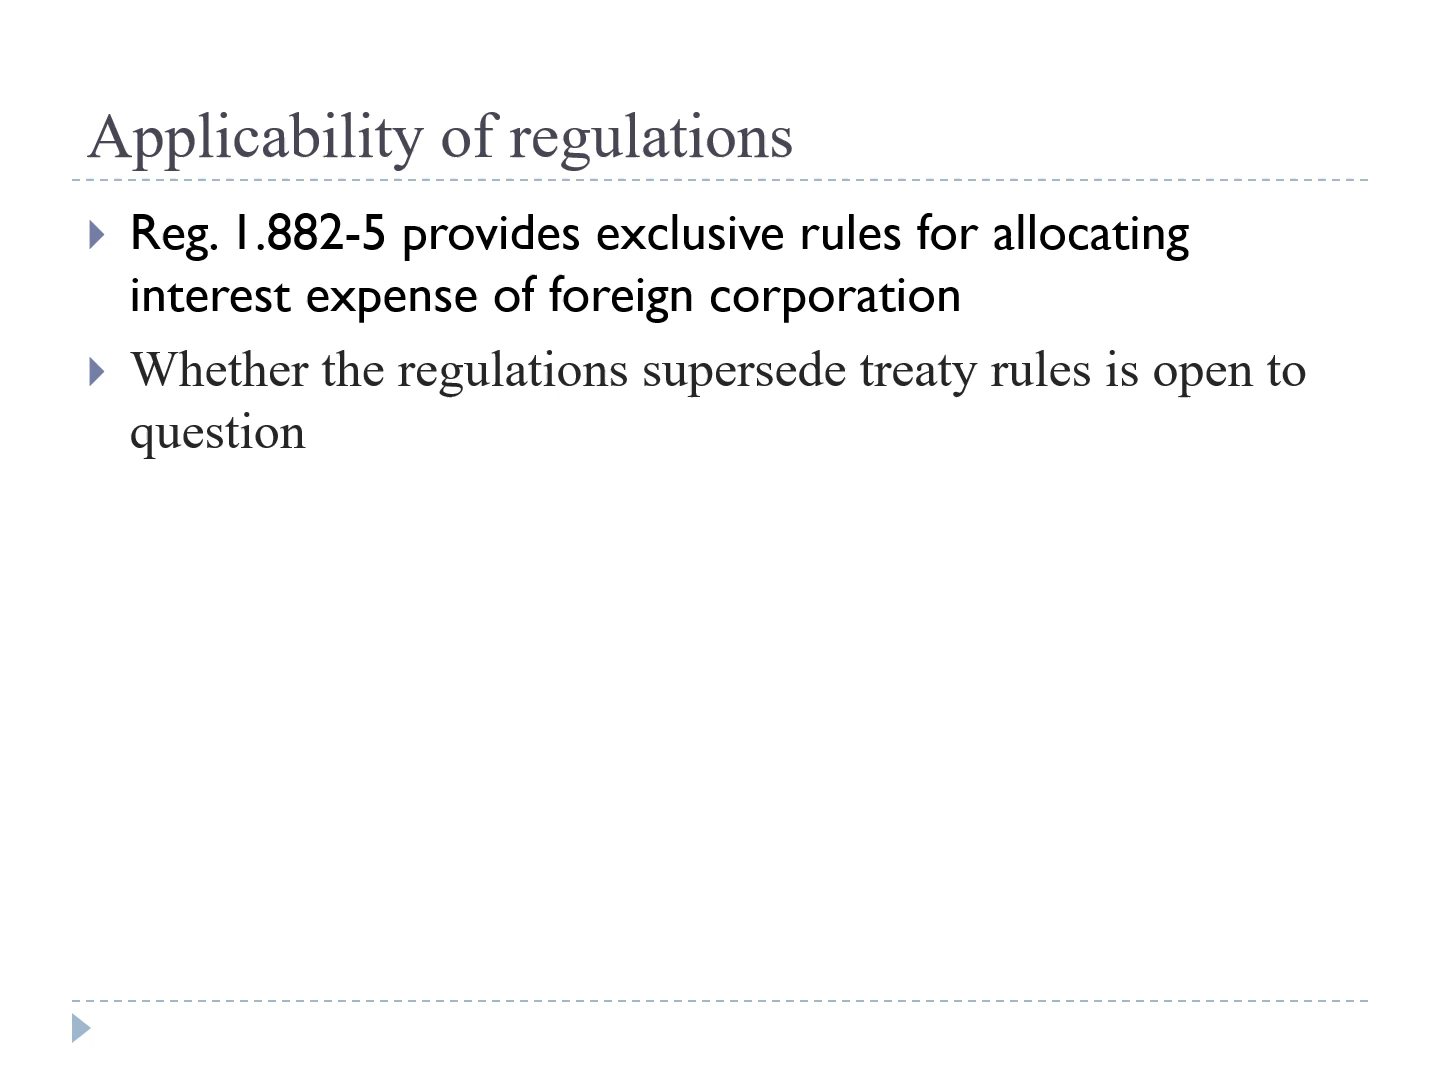 Applicability of regulations
Reg. 1.882-5 provides exclusive rules for allocating
interest expense of foreign corporation
Whether the regulations supersede treaty rules is open to
question